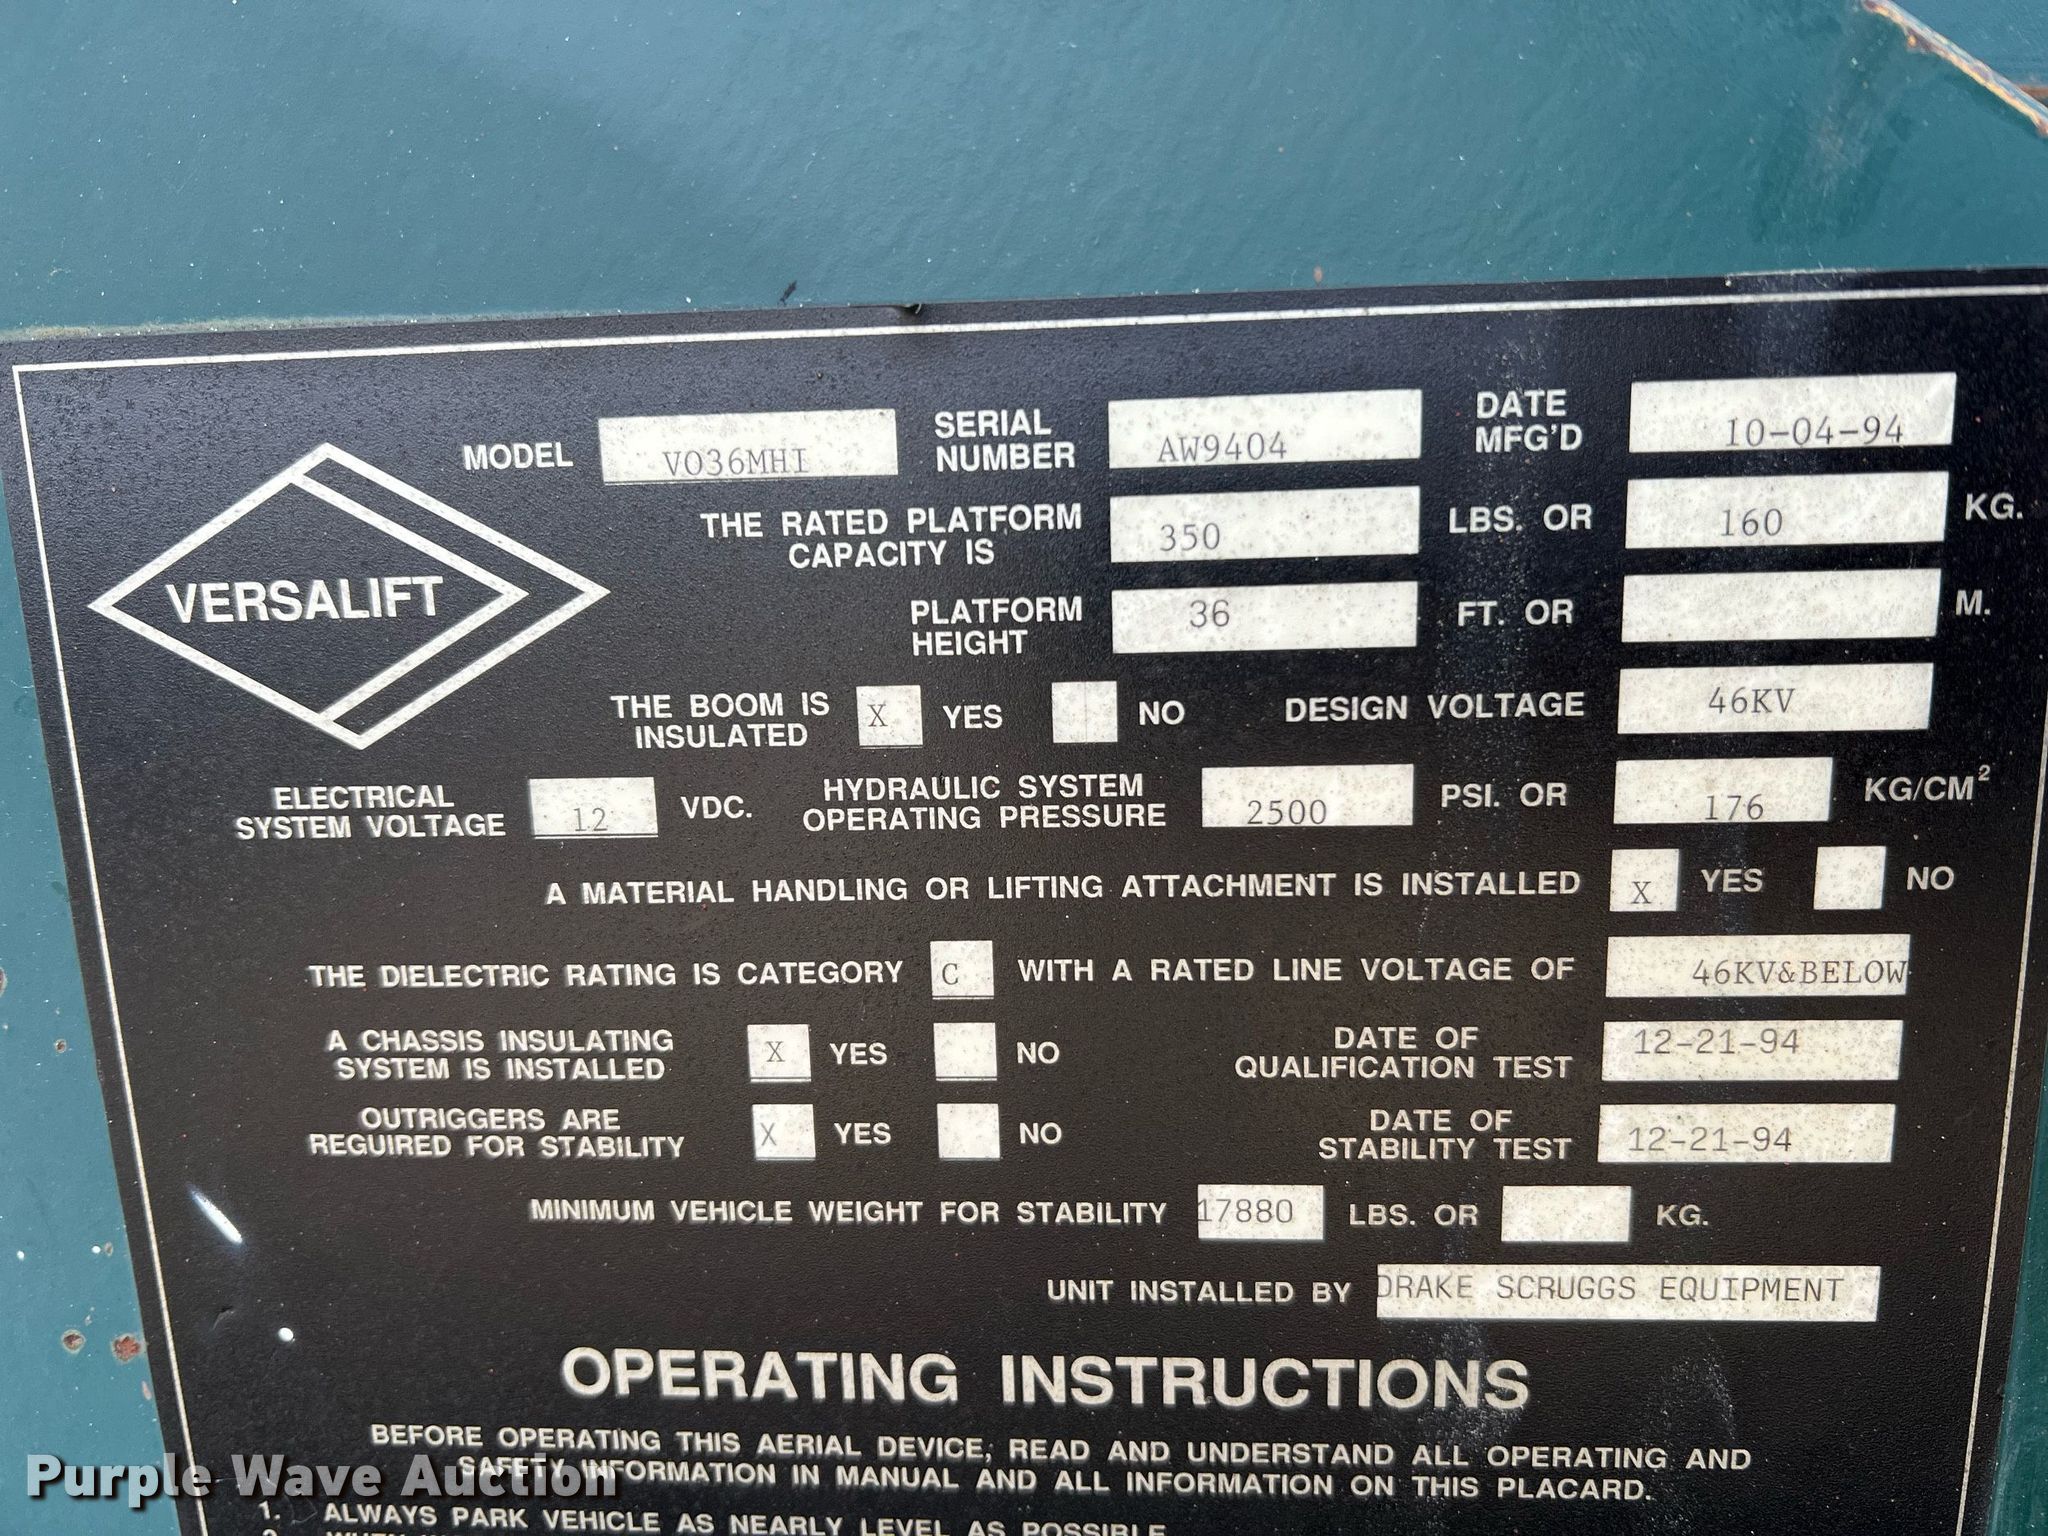 VERSALIFT
MODEL VO36MHI SERIAL NUMBER AW9404 DATE MFG'D 10-04-94
THE RATED PLATFORM CAPACITY IS 350 LBS. OR 160 KG.
PLATFORM HEIGHT 36 FT. OR M.
THE BOOM IS INSULATED X YES NO DESIGN VOLTAGE 46KV
ELECTRICAL SYSTEM VOLTAGE 12 VDC. HYDRAULIC SYSTEM OPERATING PRESSURE 2500 PSI. OR 176 KG/CM²
A MATERIAL HANDLING OR LIFTING ATTACHMENT IS INSTALLED X YES NO
THE DIELECTRIC RATING IS CATEGORY C WITH A RATED LINE VOLTAGE OF 46KV&BELOW
A CHASSIS INSULATING SYSTEM IS INSTALLED X YES NO DATE OF QUALIFICATION TEST 12-21-94
OUTRIGGERS ARE REGUIRED FOR STABILITY X YES NO DATE OF STABILITY TEST 12-21-94
MINIMUM VEHICLE WEIGHT FOR STABILITY 17880 LBS. OR KG.
UNIT INSTALLED BY DRAKE SCRUGGS EQUIPMENT
OPERATING INSTRUCTIONS
BEFORE OPERATING THIS AERIAL DEVICE, READ AND UNDERSTAND ALL OPERATING AND
SAFETY INFORMATION IN MANUAL AND ALL INFORMATION ON THIS PLACARD.
Purple Wave Auction
1. ALWAYS PARK VEHICLE AS NEARLY LEVEL AS POSSIBLE